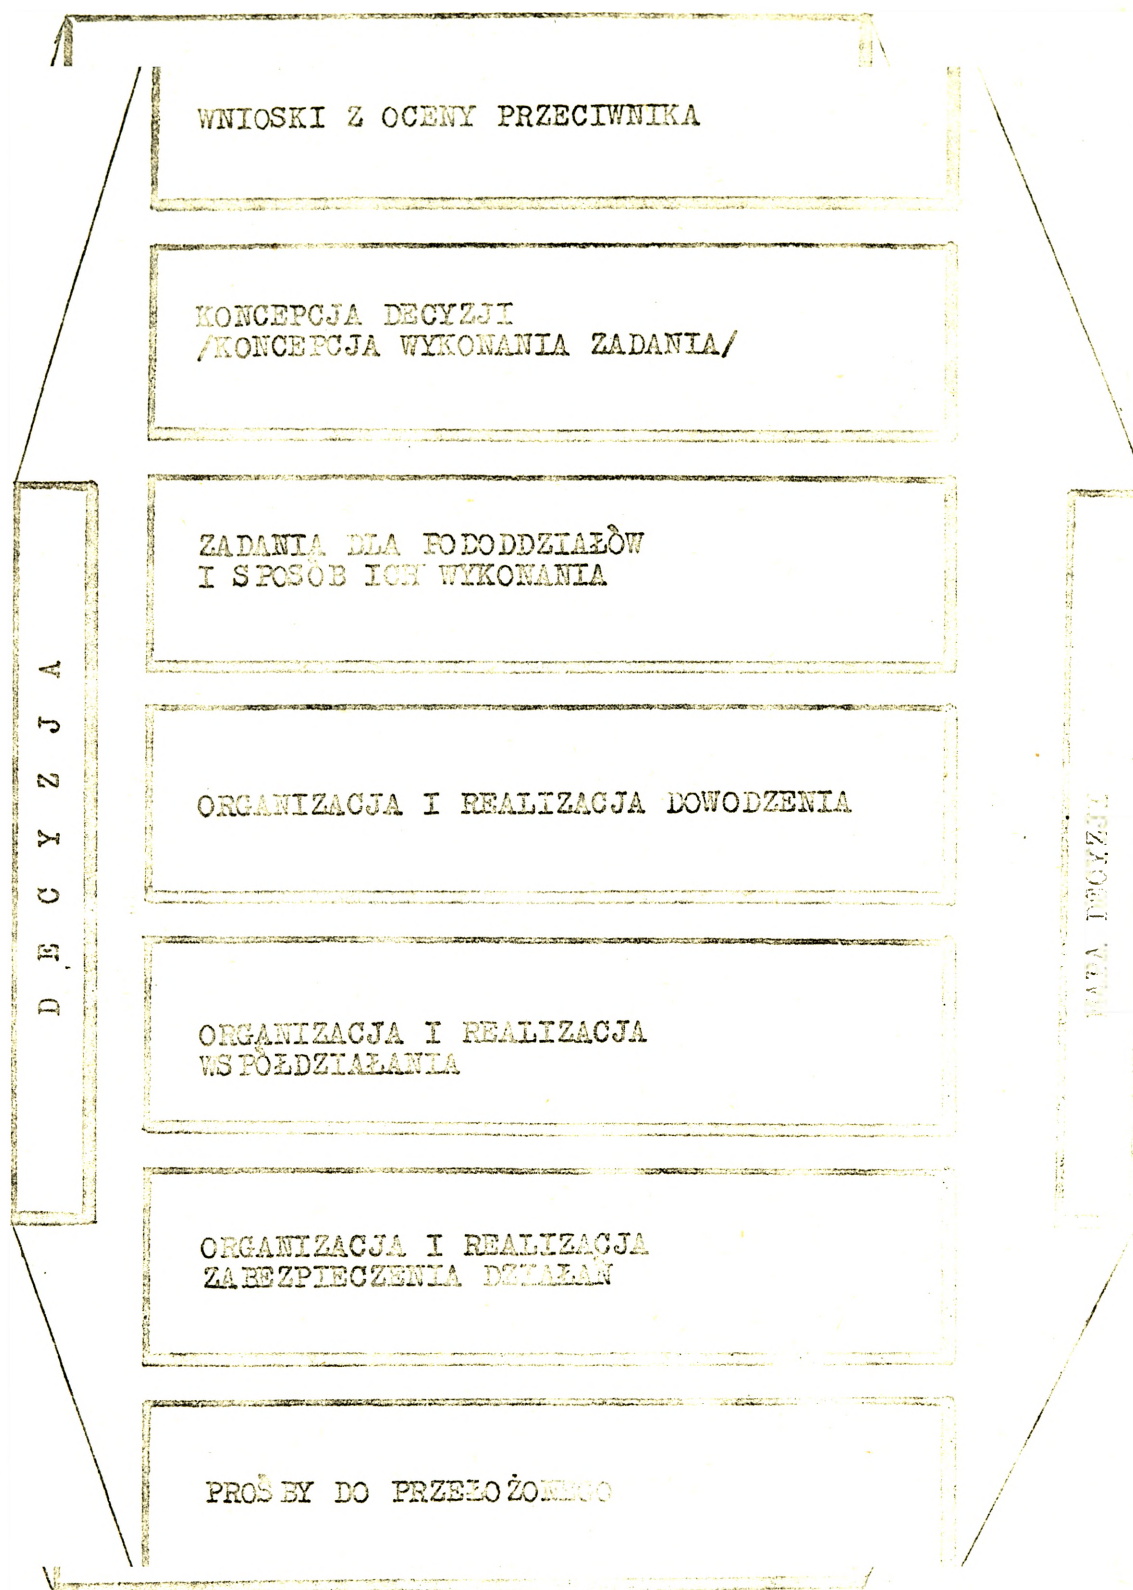 WNIOSKI Z OCENY PRZECIWNIKA
KONCEPCJA DECYZJI
/KONCEPCJA WYKONANIA ZADANIA/
ZADANIA DLA PODODDZIAŁÓW
I SPOSÓB ICH WYKONANIA
ORGANIZACJA I REALIZACJA DOWODZENIA
ORGANIZACJA I REALIZACJA
WSPÓŁDZIAŁANIA
ORGANIZACJA I REALIZACJA
ZABEZPIECZENIA DZIAŁAŃ
PROŚBY DO PRZEŁOŻONEGO
D E C Y Z J A
MAPA DECYZJI